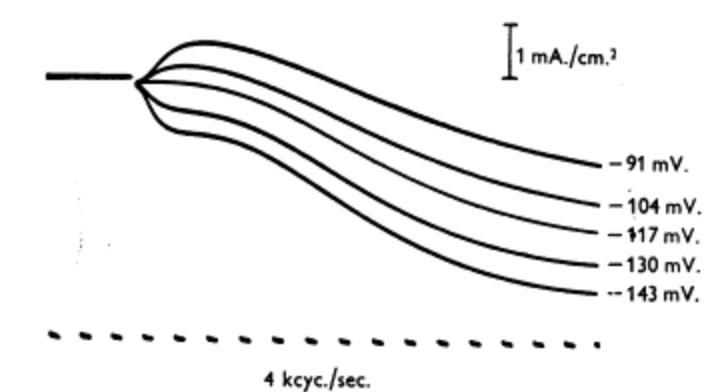 1 mA./cm.²
–91 mV.
–104 mV.
–117 mV.
–130 mV.
–143 mV.
4 kcyc./sec.